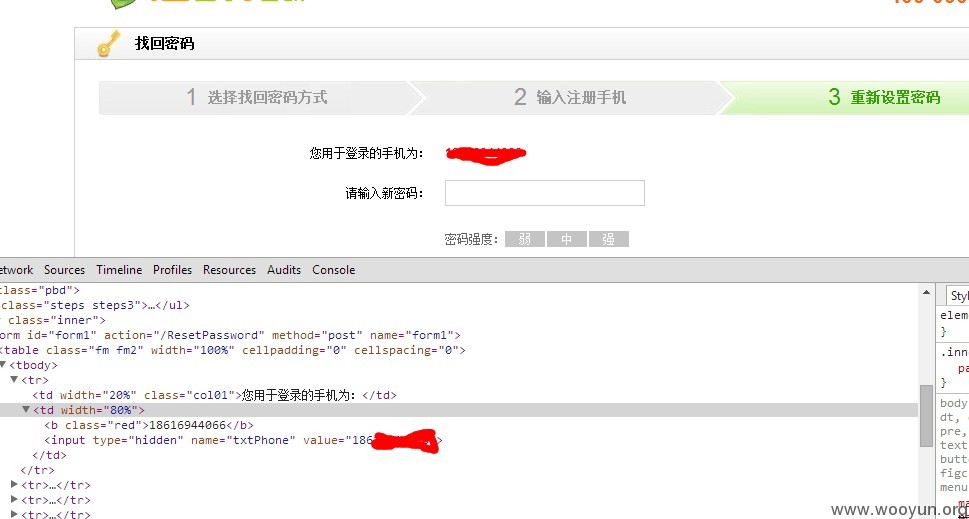 找回密码
1 选择找回密码方式
2 输入注册手机
3 重新设置密码
您用于登录的手机为：
请输入新密码：
密码强度： 弱 中 强
etwork Sources Timeline Profiles Resources Audits Console
class="pbd">
class="steps steps3">…</ul>
class="inner">
orm id="form1" action="/ResetPassword" method="post" name="form1">
<table class="fm fm2" width="100%" cellpadding="0" cellspacing="0">
<tbody>
<tr>
<td width="20%" class="col01">您用于登录的手机为：</td>
<td width="80%">
<b class="red">18616944066</b>
<input type="hidden" name="txtPhone" value="186
</td>
</tr>
<tr>…</tr>
<tr>…</tr>
<tr>…</tr>
Styl
elem
}
.inn
pa
}
body
dt,
pre,
text
butt
figc
menu
ma
www.wooyun.org